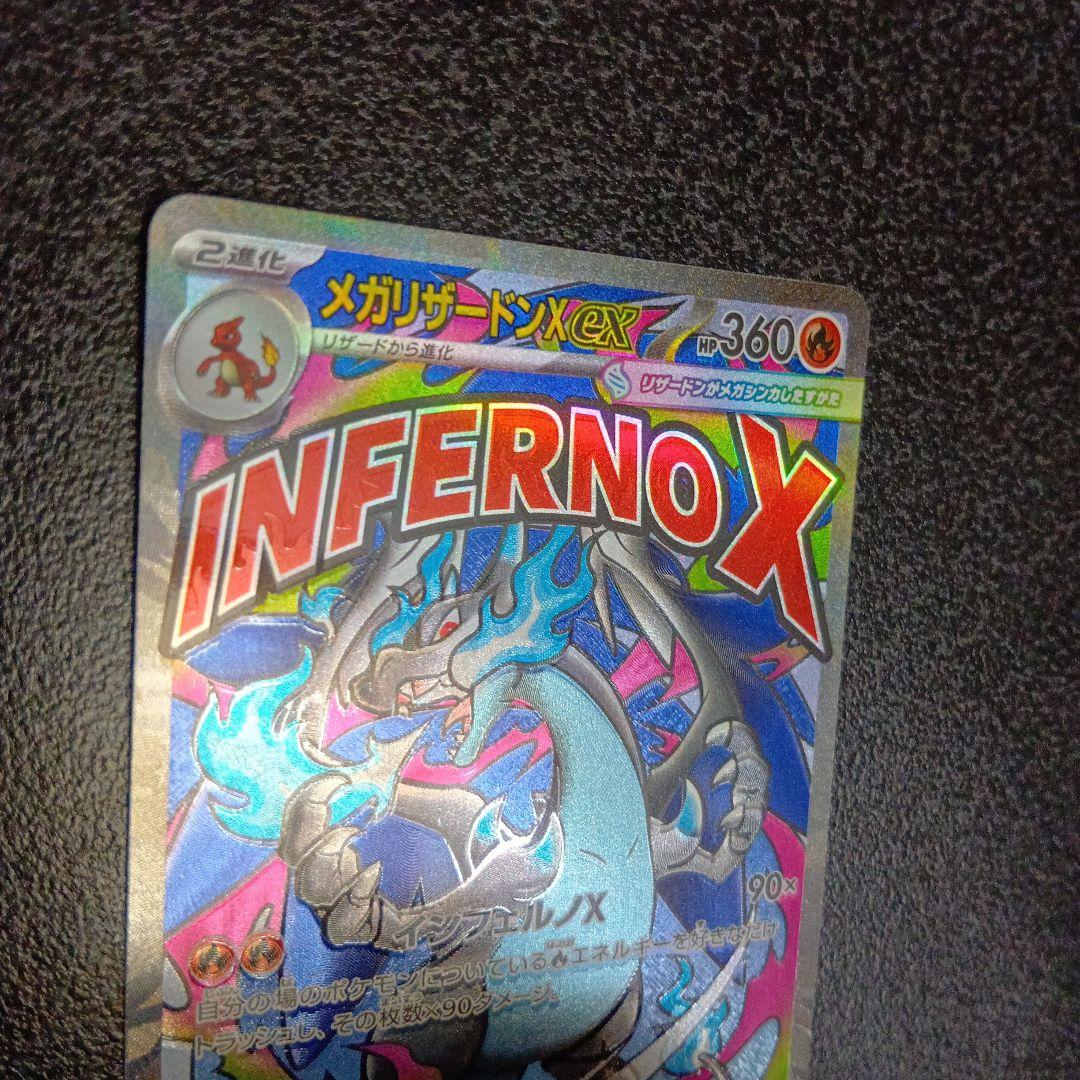 2進化
メガリザードンXex
HP360
リザードから進化
リザードンがメガシンカしたすがた
INFERNO X
インフェルノX 90×
自分の場のポケモンについている炎エネルギーを好きなだけ
トラッシュし、その枚数×90ダメージ。